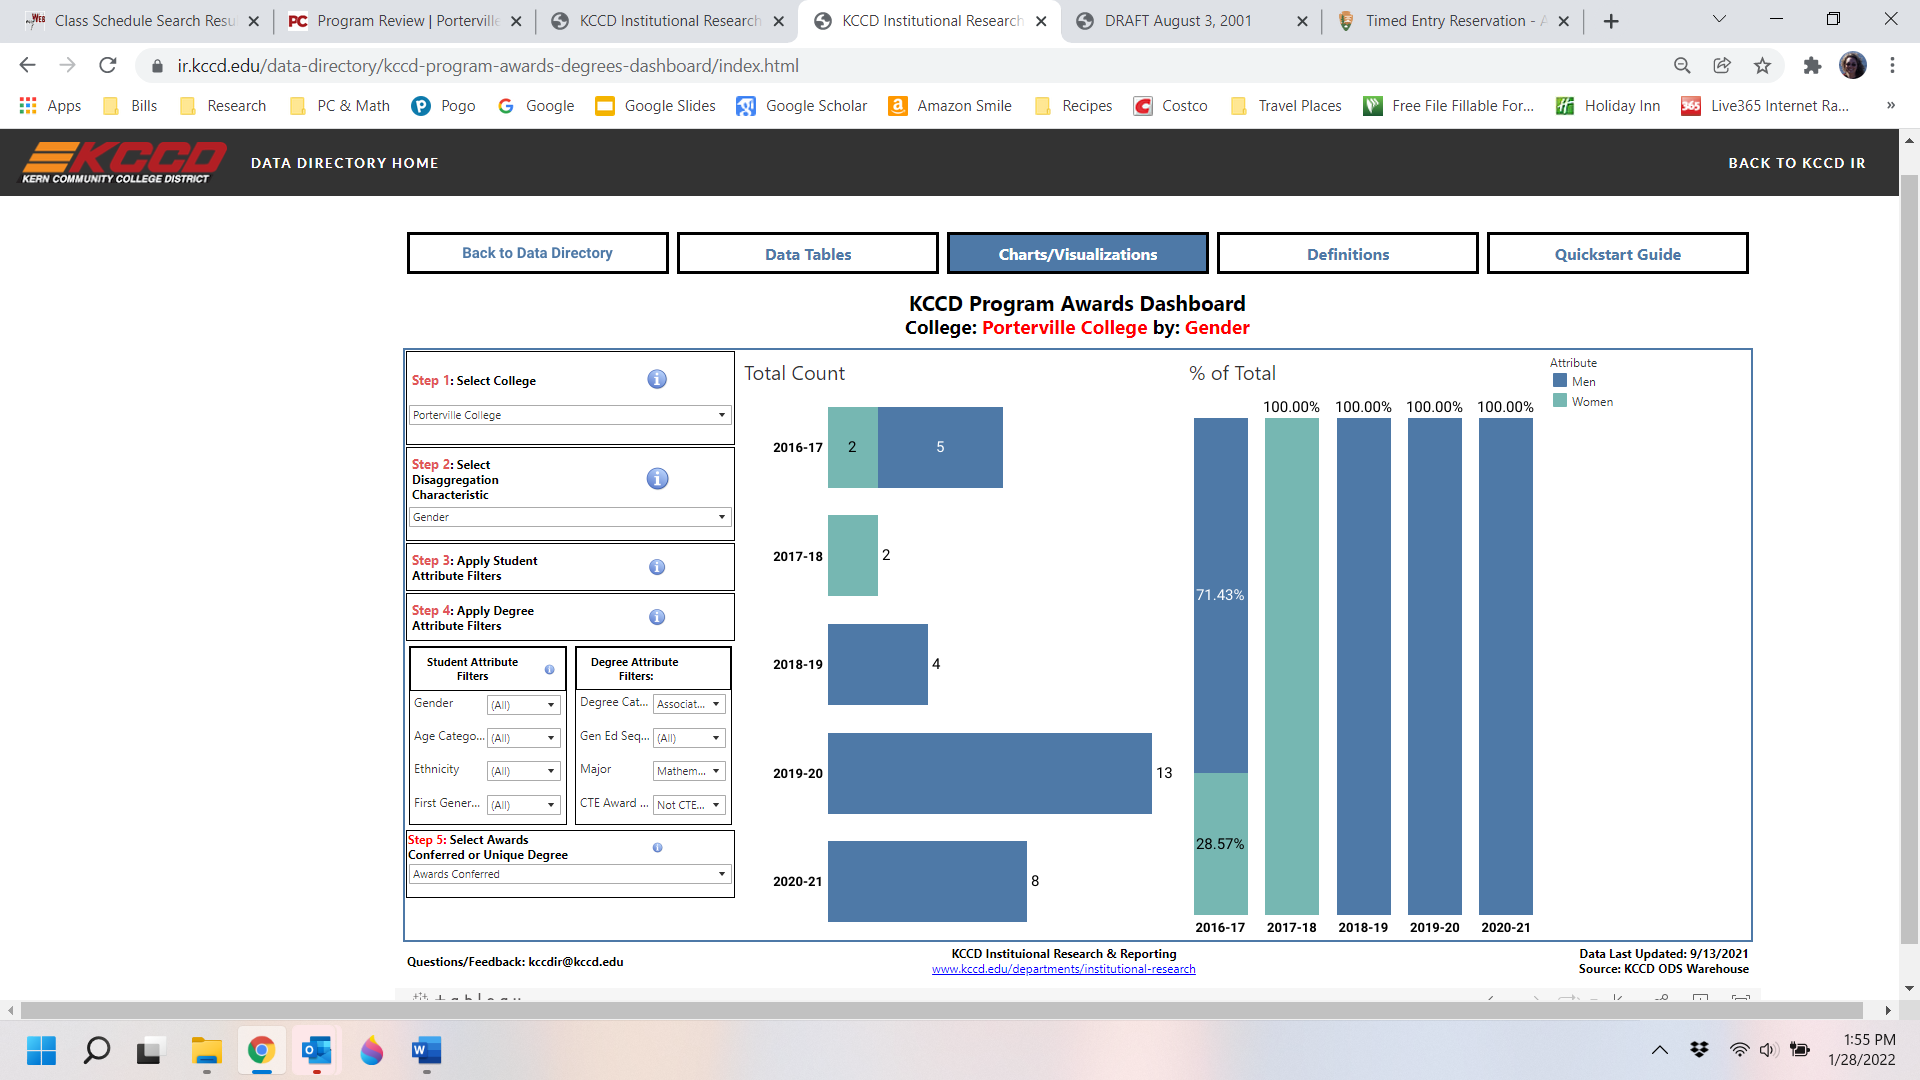 Class Schedule Search Resu
Program Review | Porterville
KCCD Institutional Research
KCCD Institutional Research
DRAFT August 3, 2001
Timed Entry Reservation - A
ir.kccd.edu/data-directory/kccd-program-awards-degrees-dashboard/index.html
Apps
Bills
Research
PC & Math
Pogo
Google
Google Slides
Google Scholar
Amazon Smile
Recipes
Costco
Travel Places
Free File Fillable For...
Holiday Inn
Live365 Internet Ra...
»
KCCD
KERN COMMUNITY COLLEGE DISTRICT
DATA DIRECTORY HOME
BACK TO KCCD IR
Back to Data Directory
Data Tables
Charts/Visualizations
Definitions
Quickstart Guide
KCCD Program Awards Dashboard
College: Porterville College by: Gender
Step 1: Select College
Porterville College
Step 2: Select
Disaggregation
Characteristic
Gender
Step 3: Apply Student
Attribute Filters
Step 4: Apply Degree
Attribute Filters
Student Attribute
Filters
Gender
(All)
Age Catego...
(All)
Ethnicity
(All)
First Gener...
(All)
Degree Attribute
Filters:
Degree Cat...
Associat...
Gen Ed Seq...
(All)
Major
Mathem...
CTE Award ...
Not CTE...
Step 5: Select Awards
Conferred or Unique Degree
Awards Conferred
Total Count
2016-17
2
5
2017-18
2
2018-19
4
2019-20
13
2020-21
8
% of Total
100.00%
100.00%
100.00%
100.00%
71.43%
28.57%
2016-17
2017-18
2018-19
2019-20
2020-21
Attribute
Men
Women
Questions/Feedback: kccdir@kccd.edu
KCCD Instituional Research & Reporting
www.kccd.edu/departments/institutional-research
Data Last Updated: 9/13/2021
Source: KCCD ODS Warehouse
1:55 PM
1/28/2022